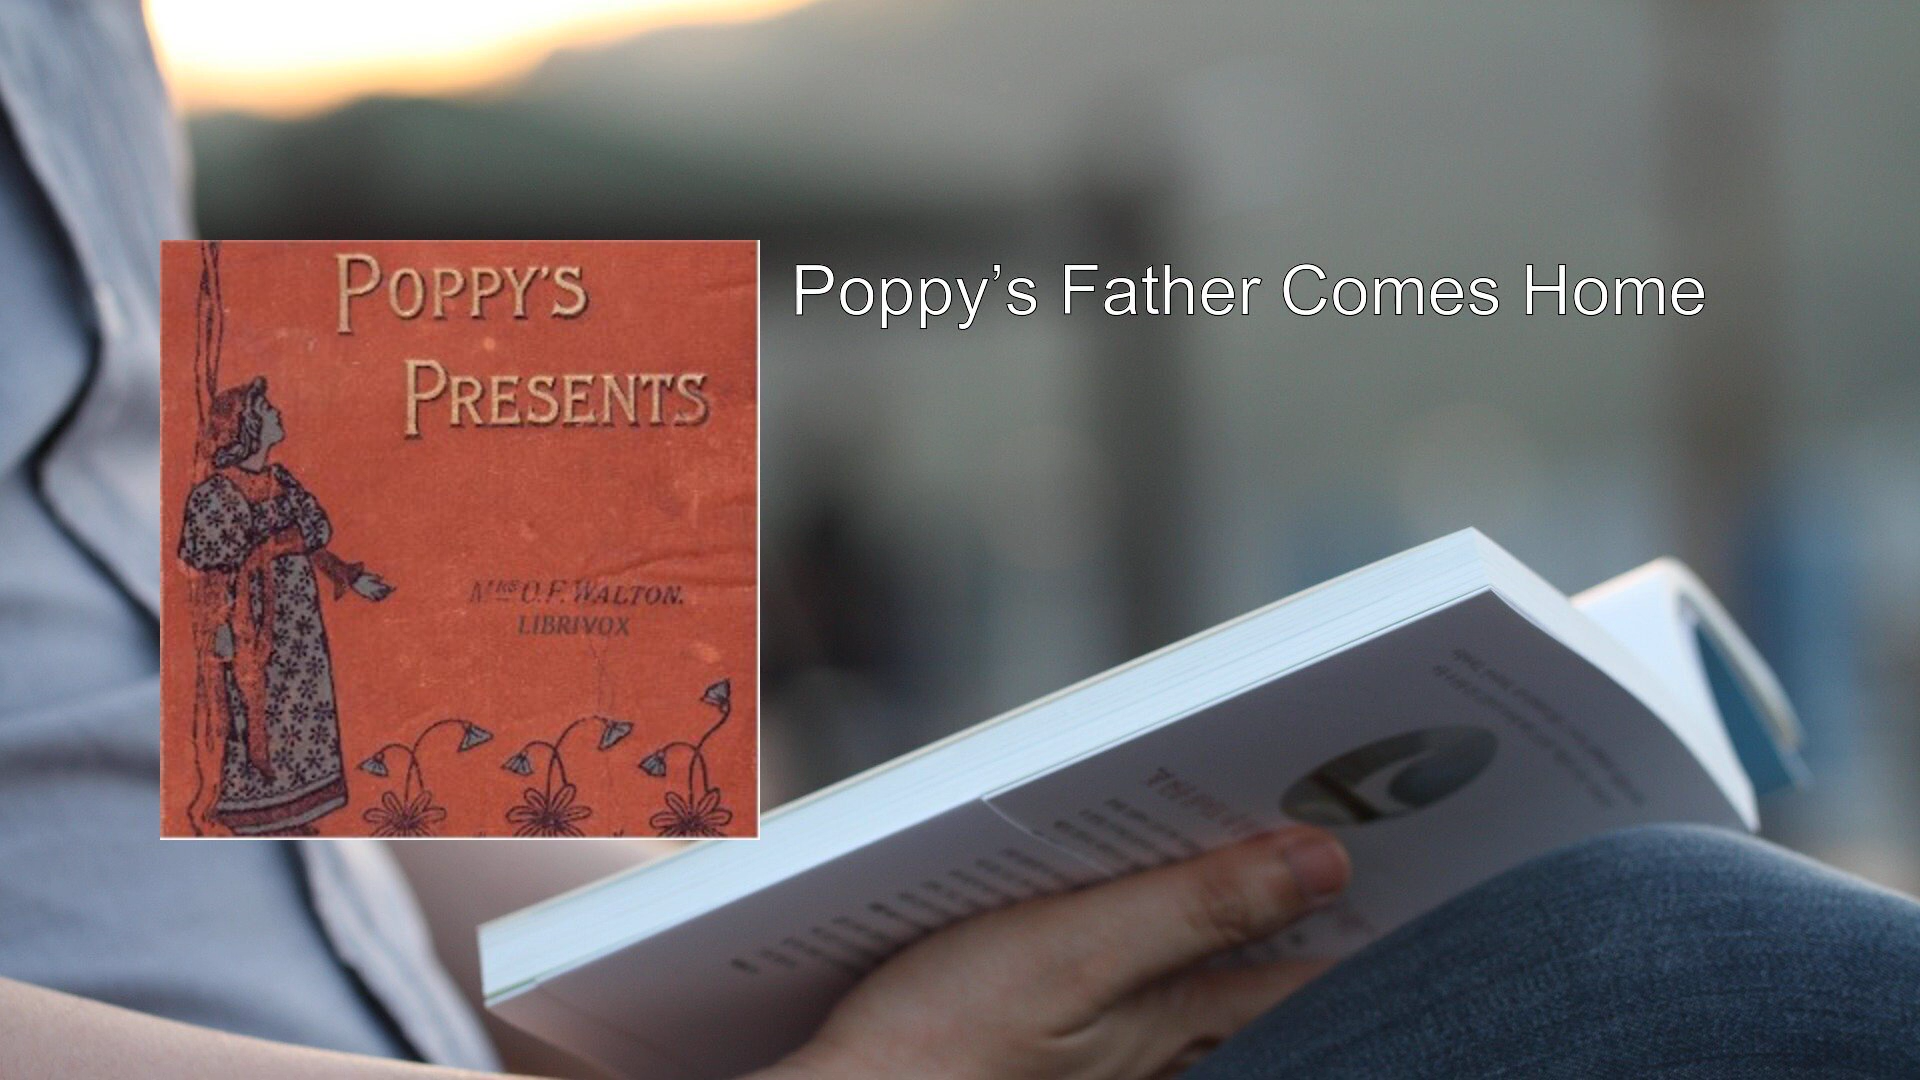 POPPY'S
PRESENTS
MRS O. F. WALTON.
LIBRIVOX
Poppy’s Father Comes Home